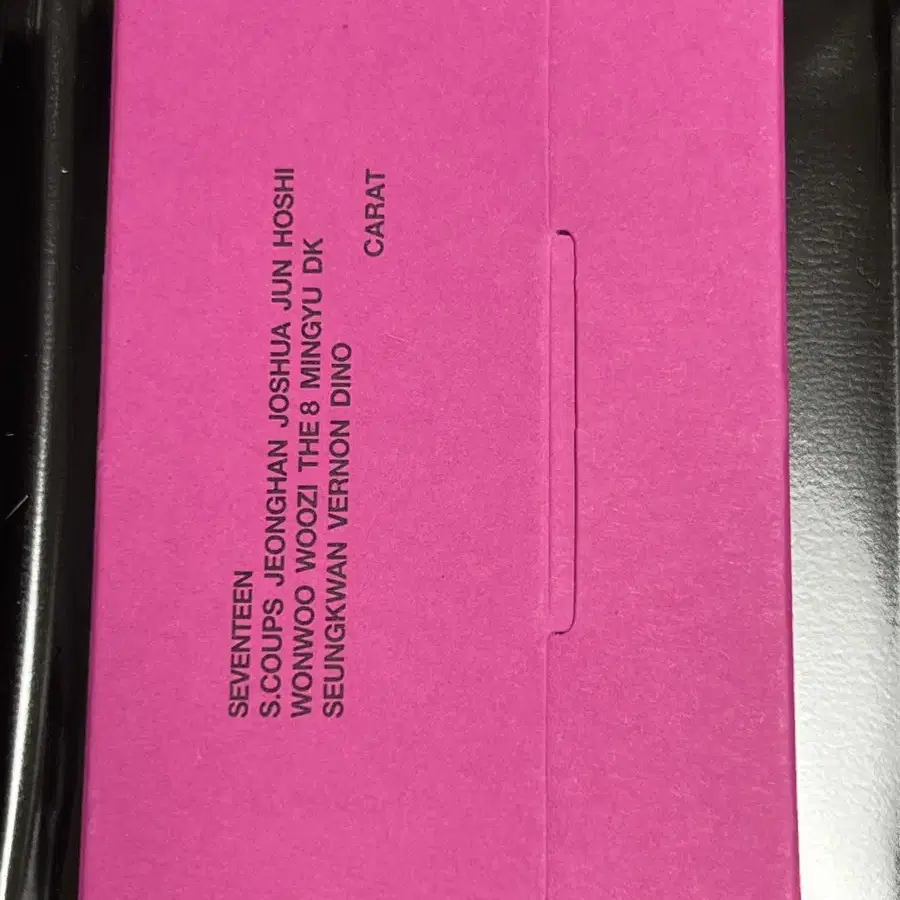 SEVENTEEN
S.COUPS JEONGHAN JOSHUA JUN HOSHI
WONWOO WOOZI THE 8 MINGYU DK
SEUNGKWAN VERNON DINO
CARAT